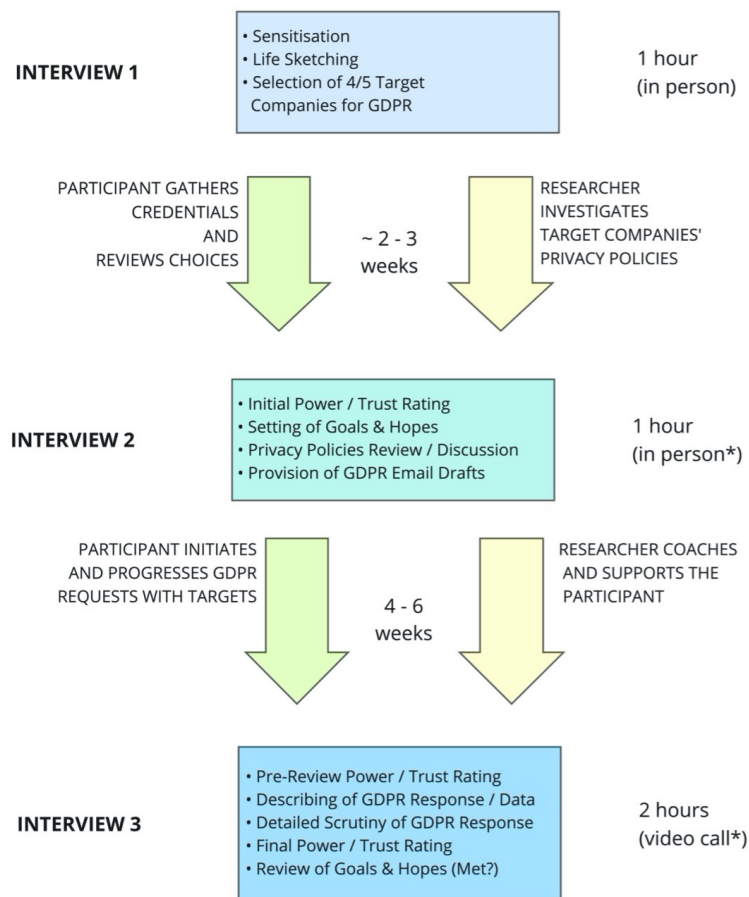 INTERVIEW 1
• Sensitisation
• Life Sketching
• Selection of 4/5 Target
Companies for GDPR
1 hour
(in person)
PARTICIPANT GATHERS
CREDENTIALS
AND
REVIEWS CHOICES
~ 2 - 3
weeks
RESEARCHER
INVESTIGATES
TARGET COMPANIES'
PRIVACY POLICIES
INTERVIEW 2
• Initial Power / Trust Rating
• Setting of Goals & Hopes
• Privacy Policies Review / Discussion
• Provision of GDPR Email Drafts
1 hour
(in person*)
PARTICIPANT INITIATES
AND PROGRESSES GDPR
REQUESTS WITH TARGETS
4 - 6
weeks
RESEARCHER COACHES
AND SUPPORTS THE
PARTICIPANT
INTERVIEW 3
• Pre-Review Power / Trust Rating
• Describing of GDPR Response / Data
• Detailed Scrutiny of GDPR Response
• Final Power / Trust Rating
• Review of Goals & Hopes (Met?)
2 hours
(video call*)